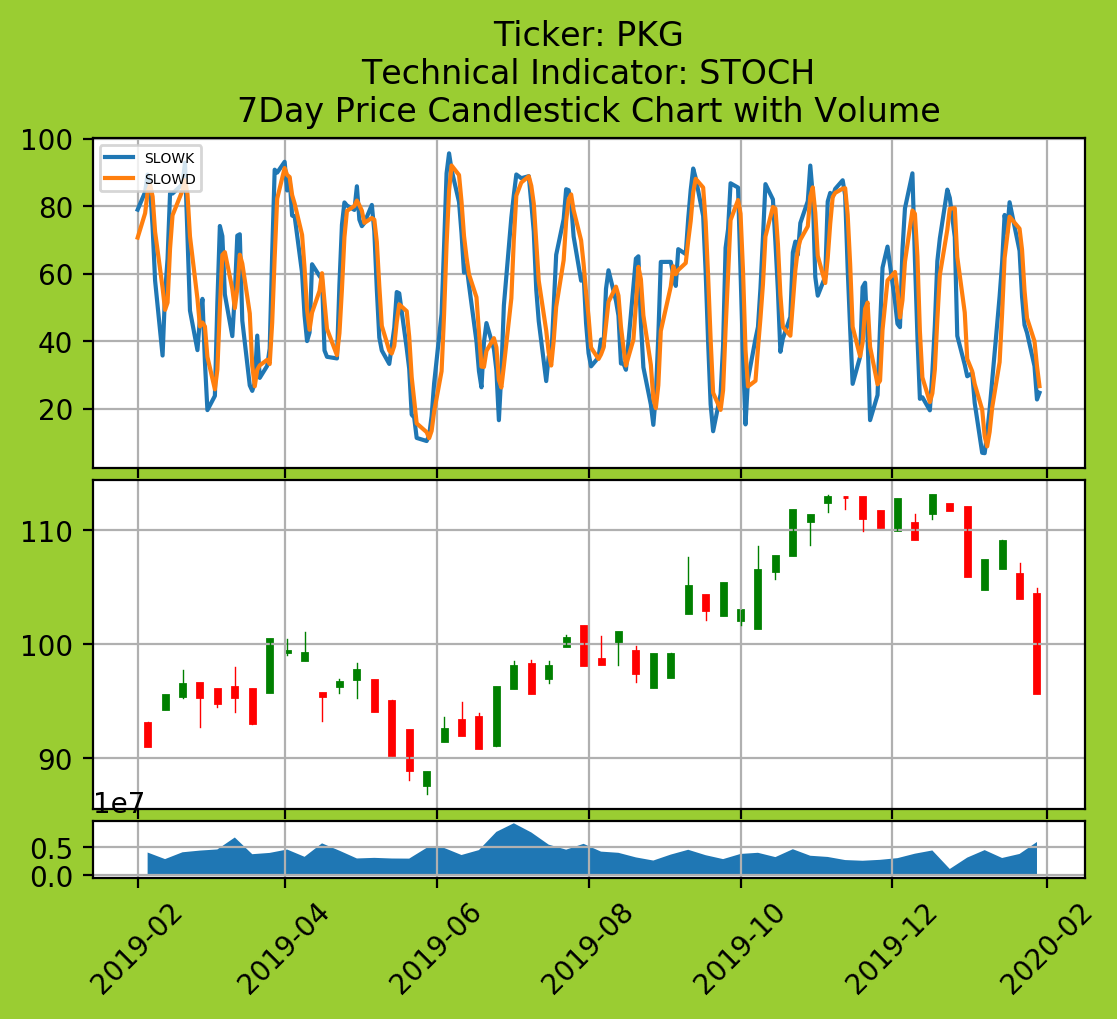 Ticker: PKG
Technical Indicator: STOCH
7Day Price Candlestick Chart with Volume
100
80
60
40
20
SLOWK
SLOWD
110
100
90
1e7
0.5
0.0
2019-02
2019-04
2019-06
2019-08
2019-10
2019-12
2020-02